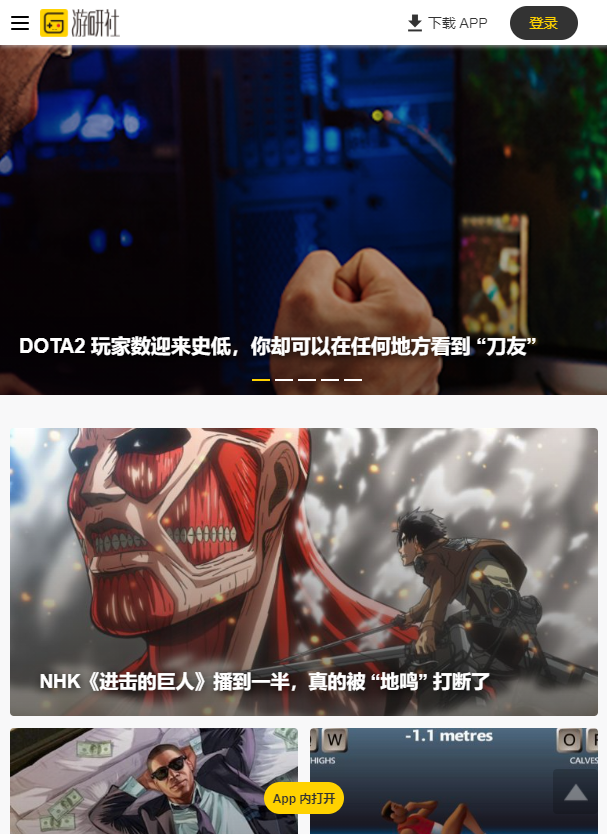 游研社
下载 APP
登录
DOTA2 玩家数迎来史低，你却可以在任何地方看到 “刀友”
NHK《进击的巨人》播到一半，真的被 “地鸣” 打断了
W
-1.1 metres
O
HIGHS
CALVES
App 内打开